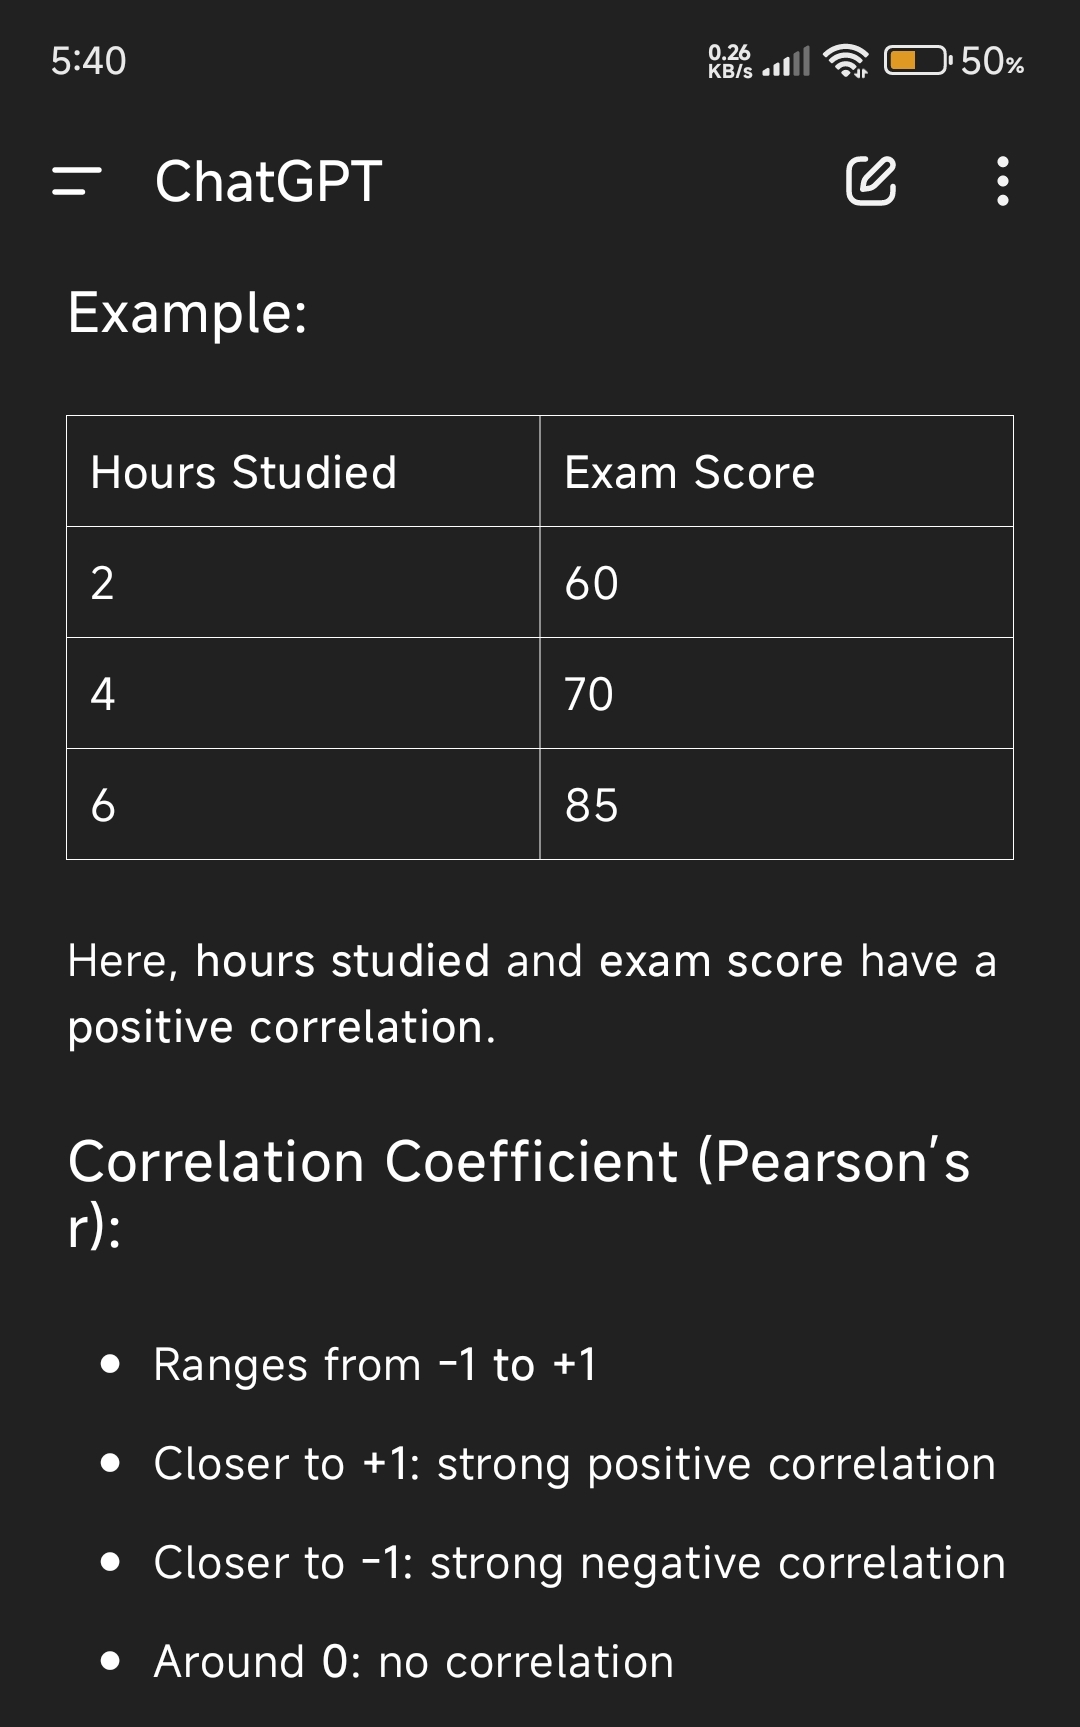 5:40
0.26
KB/s
50%
ChatGPT
Example:
Hours Studied Exam Score
2 60
4 70
6 85
Here, hours studied and exam score have a
positive correlation.
Correlation Coefficient (Pearson’s
r):
• Ranges from −1 to +1
• Closer to +1: strong positive correlation
• Closer to −1: strong negative correlation
• Around 0: no correlation